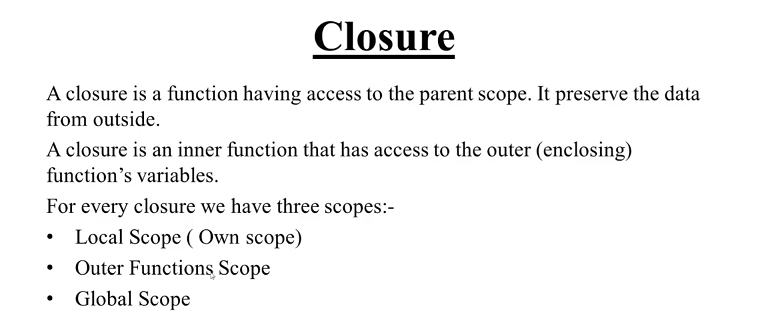 Closure
A closure is a function having access to the parent scope. It preserve the data
from outside.
A closure is an inner function that has access to the outer (enclosing)
function’s variables.
For every closure we have three scopes:-
• Local Scope ( Own scope)
• Outer Functions Scope
• Global Scope